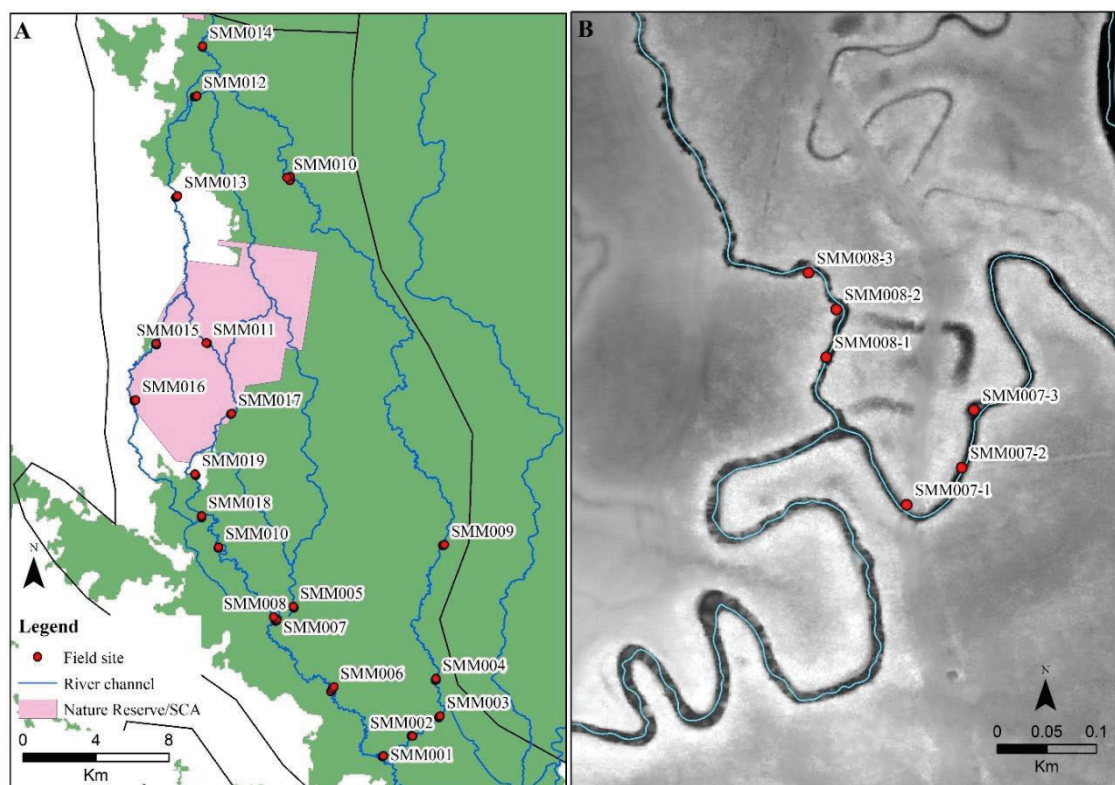 A
SMM014
SMM012
SMM010
SMM013
SMM015
SMM011
SMM016
SMM017
SMM019
SMM018
SMM010
SMM009
SMM005
SMM008
SMM007
SMM006
SMM004
SMM003
SMM002
SMM001
N
Legend
Field site
River channel
Nature Reserve/SCA
0 4 8
Km
B
SMM008-3
SMM008-2
SMM008-1
SMM007-3
SMM007-2
SMM007-1
N
0 0.05 0.1
Km